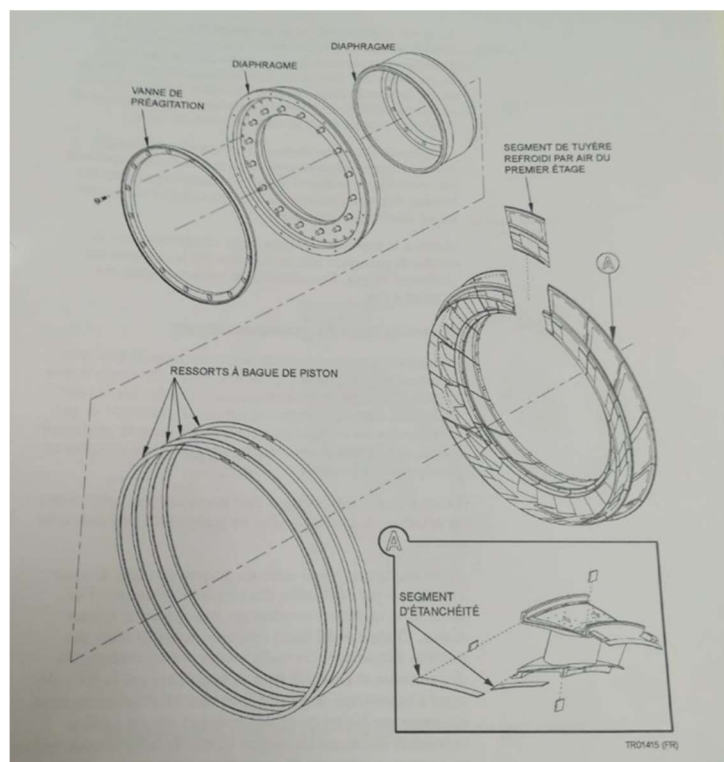 DIAPHRAGME
DIAPHRAGME
VANNE DE
PRÉAGITATION
SEGMENT DE TUYÈRE
REFROIDI PAR AIR DU
PREMIER ÉTAGE
A
RESSORTS À BAGUE DE PISTON
A
SEGMENT
D'ÉTANCHÉITÉ
TR01415 (FR)